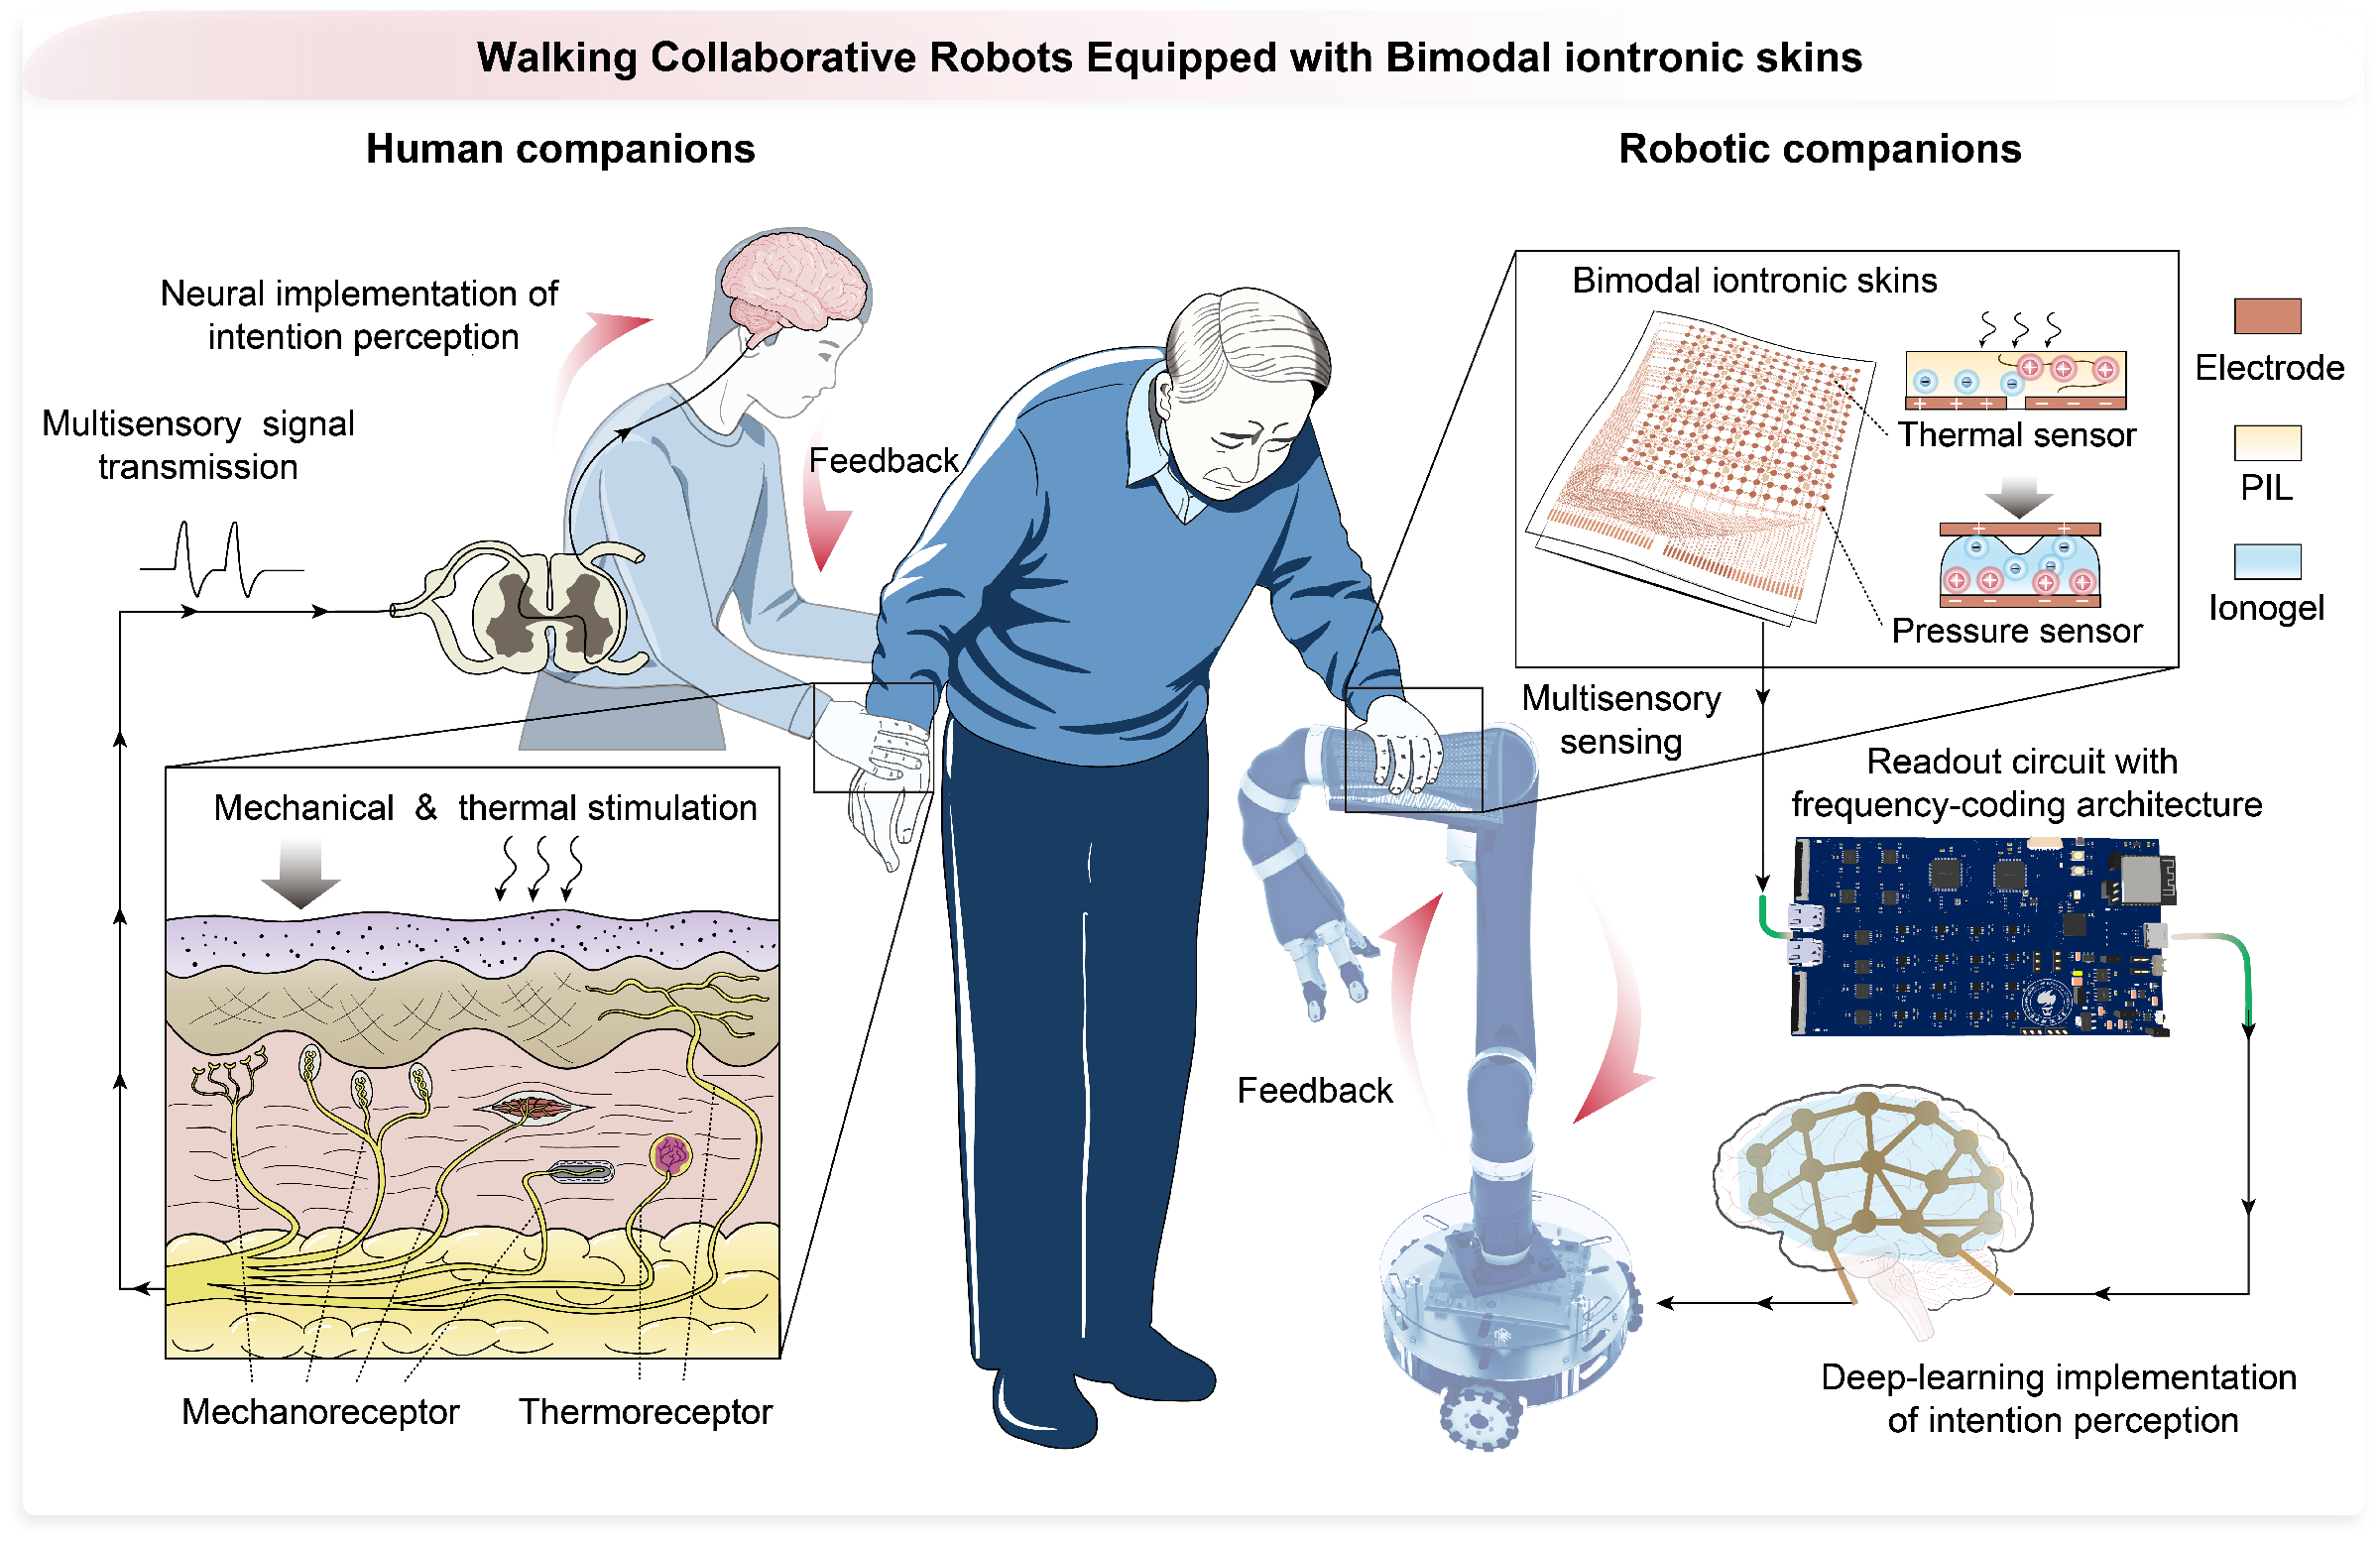 Walking Collaborative Robots Equipped with Bimodal iontronic skins
Human companions
Neural implementation of
intention perception
Multisensory signal
transmission
Feedback
Mechanical & thermal stimulation
Mechanoreceptor
Thermoreceptor
Robotic companions
Bimodal iontronic skins
Thermal sensor
Pressure sensor
Electrode
PIL
Ionogel
Multisensory
sensing
Readout circuit with
frequency-coding architecture
Feedback
Deep-learning implementation
of intention perception